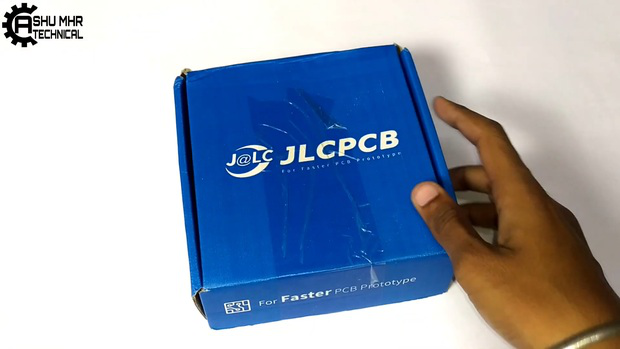 ASHU MHR
TECHNICAL
J@LC JLCPCB
For Faster PCB Prototype
For Faster PCB Prototype